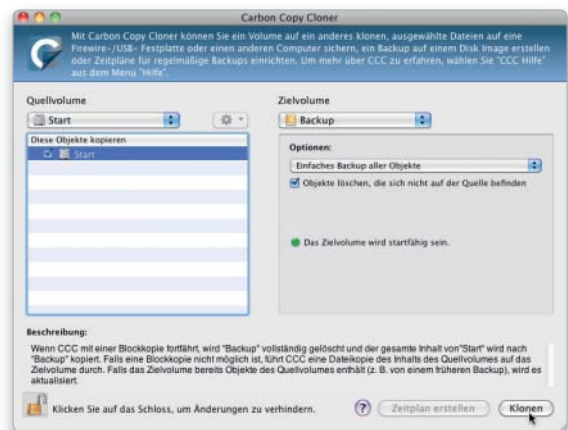 Carbon Copy Cloner
Mit Carbon Copy Cloner können Sie ein Volume auf ein anderes klonen, ausgewählte Dateien auf eine
Firewire-/USB- Festplatte oder einen anderen Computer sichern, ein Backup auf einem Disk Image erstellen
oder Zeitpläne für regelmäßige Backups einrichten. Um mehr über CCC zu erfahren, wählen Sie "CCC Hilfe"
aus dem Menü "Hilfe".
Quellvolume
Start
Diese Objekte kopieren
Start
Zielvolume
Backup
Optionen:
Einfaches Backup aller Objekte
Objekte löschen, die sich nicht auf der Quelle befinden
Das Zielvolume wird startfähig sein.
Beschreibung:
Wenn CCC mit einer Blockkopie fortfährt, wird "Backup" vollständig gelöscht und der gesamte Inhalt von"Start" wird nach
"Backup" kopiert. Falls eine Blockkopie nicht möglich ist, führt CCC eine Dateikopie des Inhalts des Quellvolumes auf das
Zielvolume durch. Falls das Zielvolume bereits Objekte des Quellvolumes enthält (z. B. von einem früheren Backup), wird es
aktualisiert.
Klicken Sie auf das Schloss, um Änderungen zu verhindern.
?
Zeitplan erstellen
Klonen